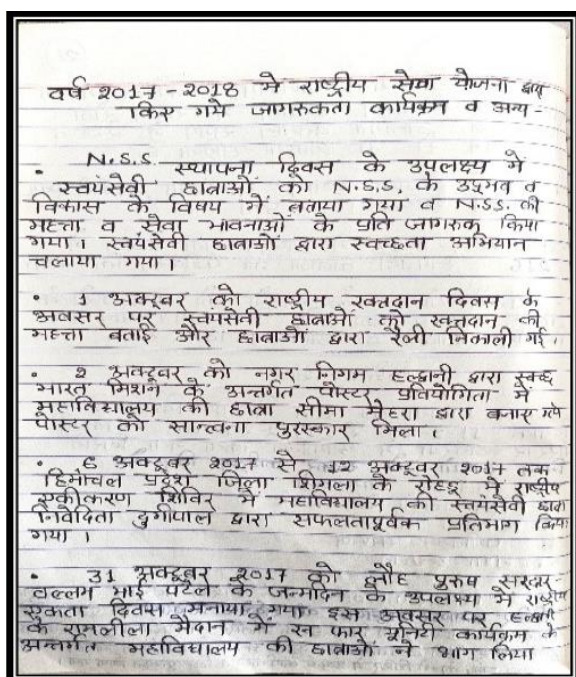 वर्ष 2017 - 2018 मे राष्ट्रीय सेवा योजना द्वारा
किए गये जागरुकता कार्यक्रम व अन्य -
• N.S.S. स्थापना दिवस के उपलक्ष्य मे
स्वयंसेवी छात्राओं को N.S.S. के उद्भव व
विकास के विषय में बताया गया व N.S.S. की
महत्ता व सेवा भावनाओं के प्रति जागरुक किया
गया। स्वयंसेवी छात्राओं द्वारा स्वच्छता अभियान
चलाया गया।
• 1 अक्टूबर को राष्ट्रीय रक्तदान दिवस के
अवसर पर स्वयंसेवी छात्राओं को रक्तदान की
महत्ता बताई और छात्राओं द्वारा रैली निकाली गई।
• 2 अक्टूबर को नगर निगम हल्द्वानी द्वारा स्वच्छ
भारत मिशन के अन्तर्गत पोस्टर प्रतियोगिता में
महाविद्यालय की छात्रा सीमा मेहरा द्वारा बनाए गये
पोस्टर को सान्त्वना पुरस्कार मिला।
• 6 अक्टूबर 2017 से 12 अक्टूबर 2017 तक
हिमांचल प्रदेश जिला शिमला के रोहडू में राष्ट्रीय
एकीकरण शिविर में महाविद्यालय की स्वयंसेवी छात्रा
निवेदिता दुर्गापाल द्वारा सफलतापूर्वक प्रतिभाग किया
गया।
• 31 अक्टूबर 2017 को लौह पुरुष सरदार
वल्लभ भाई पटेल के जन्मदिन के उपलक्ष्य में राष्ट्रीय
एकता दिवस मनाया गया इस अवसर पर हल्द्वानी
के रामलीला मैदान में रन फार यूनिटी कार्यक्रम के
अन्तर्गत महाविद्यालय की छात्राओं ने भाग लिया